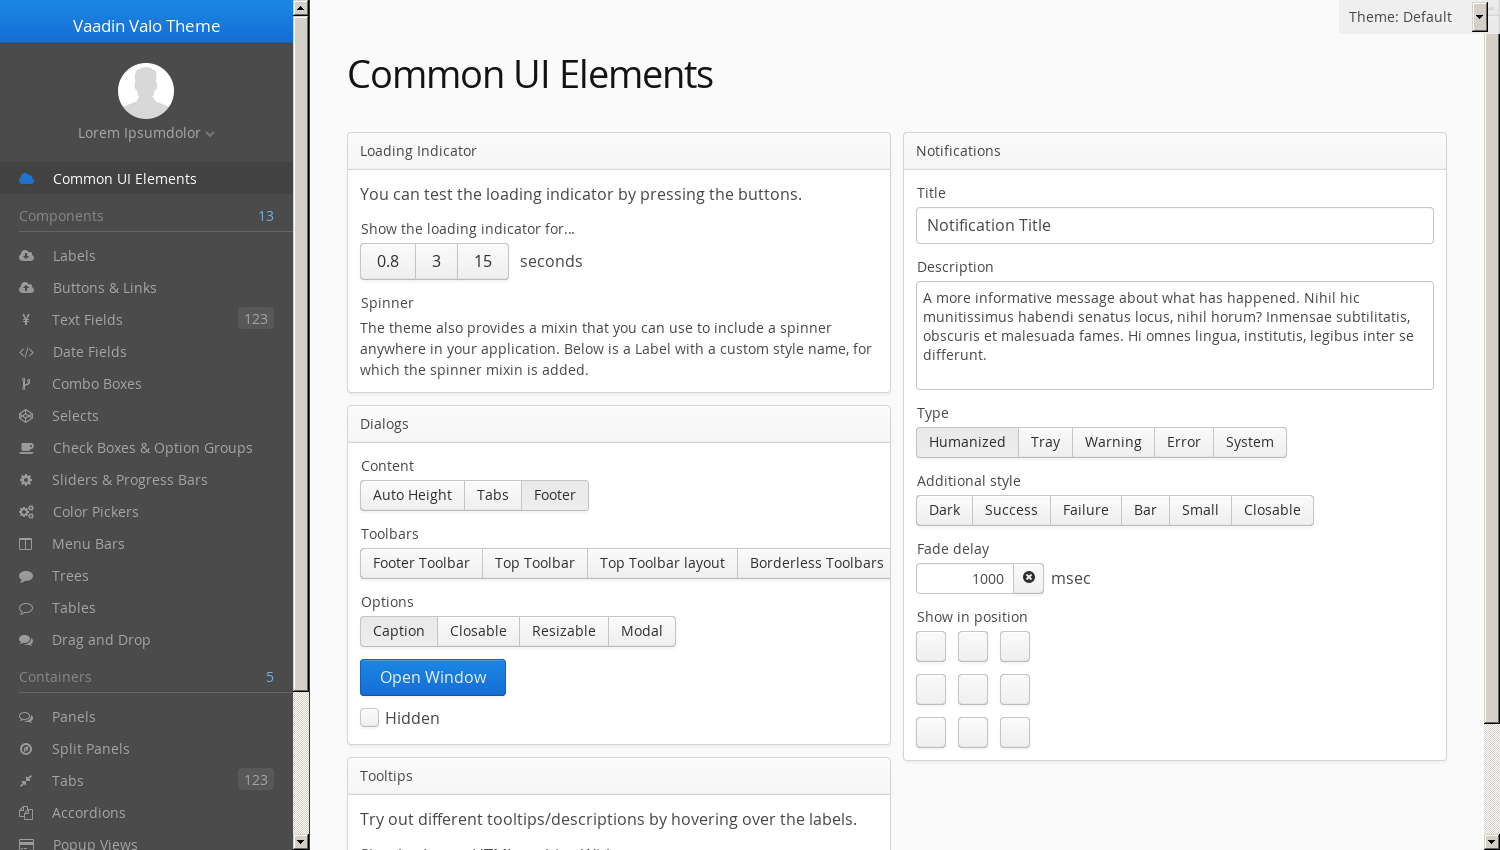 Vaadin Valo Theme
Lorem Ipsumdolor
Common UI Elements
Components 13
Labels
Buttons & Links
Text Fields 123
Date Fields
Combo Boxes
Selects
Check Boxes & Option Groups
Sliders & Progress Bars
Color Pickers
Menu Bars
Trees
Tables
Drag and Drop
Containers 5
Panels
Split Panels
Tabs 123
Accordions
Popup Views
Theme: Default
Common UI Elements
Loading Indicator
You can test the loading indicator by pressing the buttons.
Show the loading indicator for...
0.8 3 15 seconds
Spinner
The theme also provides a mixin that you can use to include a spinner
anywhere in your application. Below is a Label with a custom style name, for
which the spinner mixin is added.
Dialogs
Content
Auto Height Tabs Footer
Toolbars
Footer Toolbar Top Toolbar Top Toolbar layout Borderless Toolbars
Options
Caption Closable Resizable Modal
Open Window
Hidden
Tooltips
Try out different tooltips/descriptions by hovering over the labels.
Notifications
Title
Notification Title
Description
A more informative message about what has happened. Nihil hic
munitissimus habendi senatus locus, nihil horum? Inmensae subtilitatis,
obscuris et malesuada fames. Hi omnes lingua, institutis, legibus inter se
differunt.
Type
Humanized Tray Warning Error System
Additional style
Dark Success Failure Bar Small Closable
Fade delay
1000 msec
Show in position